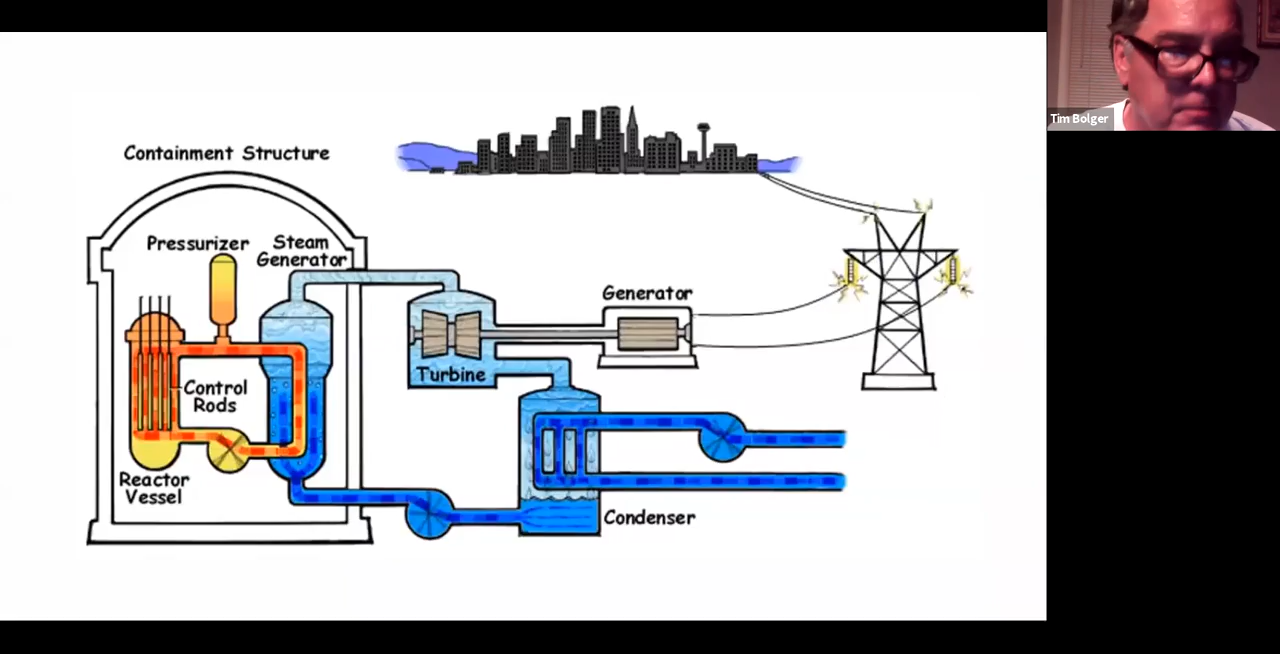 Tim Bolger
Containment Structure
Pressurizer
Steam
Generator
Generator
Turbine
Control
Rods
Reactor
Vessel
Condenser